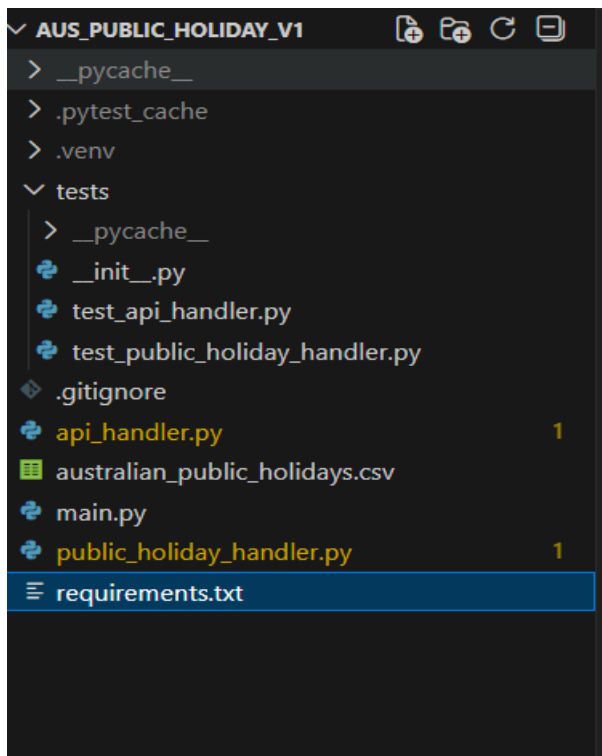 AUS_PUBLIC_HOLIDAY_V1
__pycache__
.pytest_cache
.venv
tests
__pycache__
__init__.py
test_api_handler.py
test_public_holiday_handler.py
.gitignore
api_handler.py 1
australian_public_holidays.csv
main.py
public_holiday_handler.py 1
requirements.txt